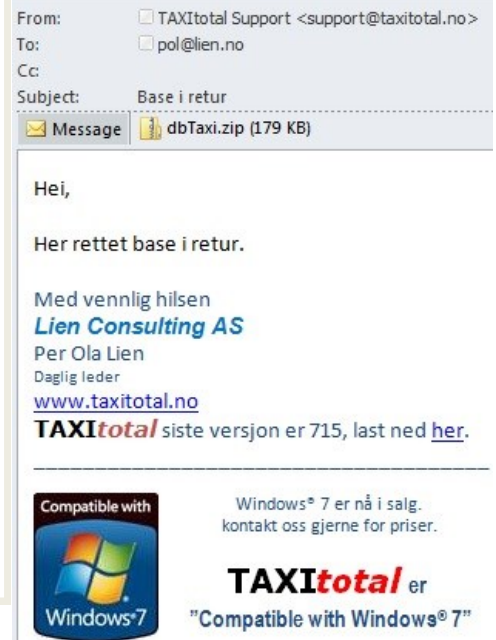 From: TAXItotal Support <support@taxitotal.no>
To: pol@lien.no
Cc:
Subject: Base i retur
Message dbTaxi.zip (179 KB)
Hei,
Her rettet base i retur.
Med vennlig hilsen
Lien Consulting AS
Per Ola Lien
Daglig leder
www.taxitotal.no
TAXItotal siste versjon er 715, last ned her.
Compatible with
Windows®7
Windows® 7 er nå i salg.
kontakt oss gjerne for priser.
TAXItotal er
"Compatible with Windows® 7"